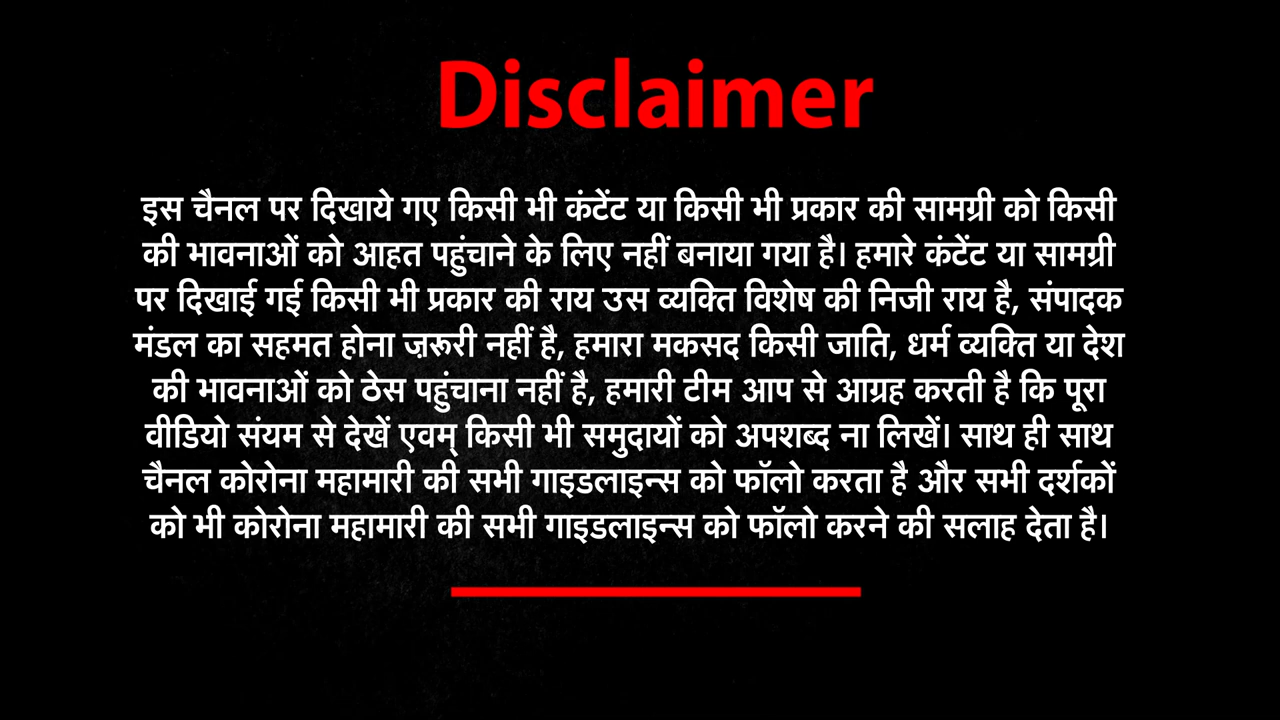 Disclaimer
इस चैनल पर दिखाये गए किसी भी कंटेंट या किसी भी प्रकार की सामग्री को किसी
की भावनाओं को आहत पहुंचाने के लिए नहीं बनाया गया है। हमारे कंटेंट या सामग्री
पर दिखाई गई किसी भी प्रकार की राय उस व्यक्ति विशेष की निजी राय है, संपादक
मंडल का सहमत होना ज़रूरी नहीं है, हमारा मकसद किसी जाति, धर्म व्यक्ति या देश
की भावनाओं को ठेस पहुंचाना नहीं है, हमारी टीम आप से आग्रह करती है कि पूरा
वीडियो संयम से देखें एवम् किसी भी समुदायों को अपशब्द ना लिखें। साथ ही साथ
चैनल कोरोना महामारी की सभी गाइडलाइन्स को फॉलो करता है और सभी दर्शकों
को भी कोरोना महामारी की सभी गाइडलाइन्स को फॉलो करने की सलाह देता है।